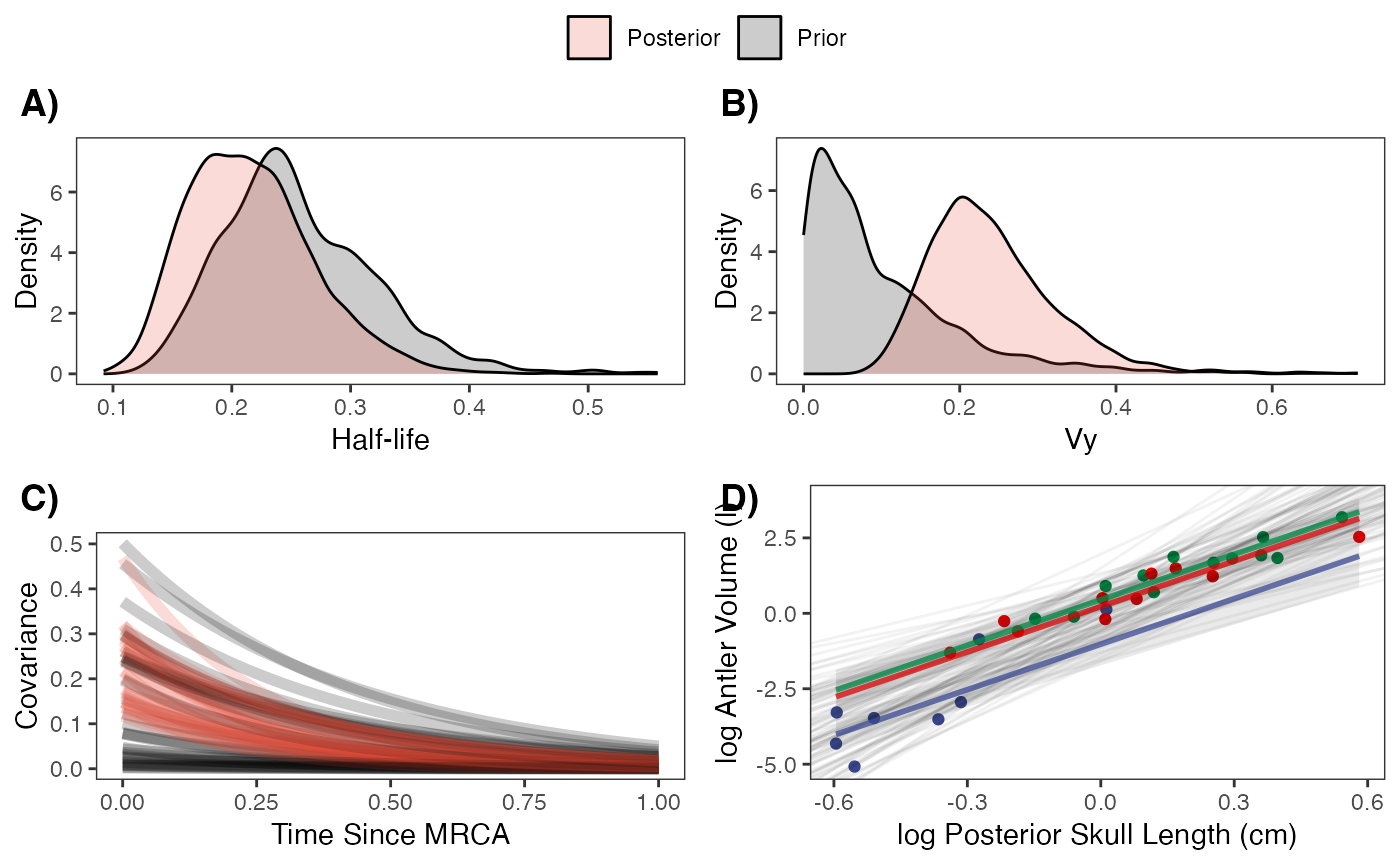 Posterior Prior
A)
Density
6
4
2
0
0.1 0.2 0.3 0.4 0.5
Half-life
B)
Density
6
4
2
0
0.0 0.2 0.4 0.6
Vy
C)
Covariance
0.5
0.4
0.3
0.2
0.1
0.0
0.00 0.25 0.50 0.75 1.00
Time Since MRCA
D)
log Antler Volume (l)
2.5
0.0
-2.5
-5.0
-0.6 -0.3 0.0 0.3 0.6
log Posterior Skull Length (cm)